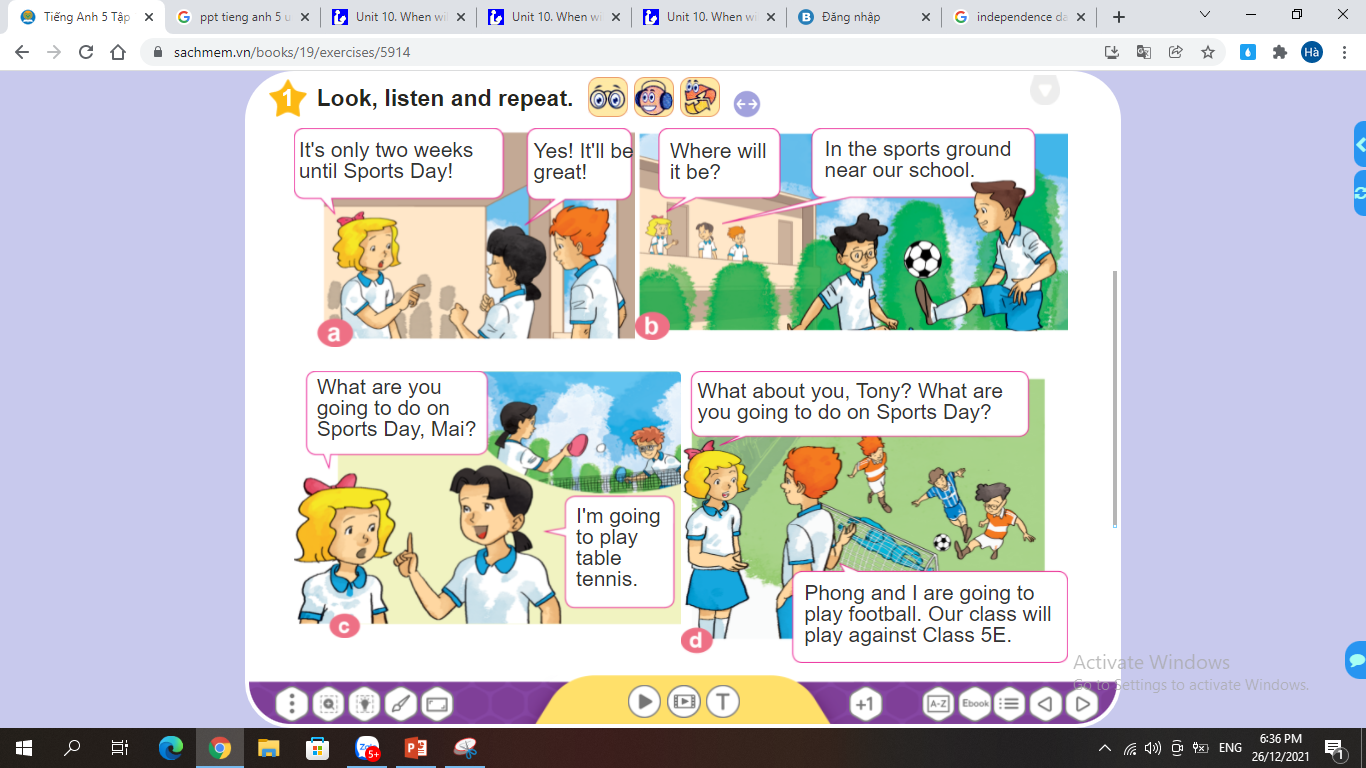 Tiếng Anh 5 Tập
ppt tieng anh 5 u
Unit 10. When wil
Unit 10. When wi
Unit 10. When wi
Đăng nhập
independence da
sachmem.vn/books/19/exercises/5914
Hà
1 Look, listen and repeat.
It's only two weeks
until Sports Day!
Yes! It'll be
great!
a
Where will
it be?
In the sports ground
near our school.
b
What are you
going to do on
Sports Day, Mai?
I'm going
to play
table
tennis.
c
What about you, Tony? What are
you going to do on Sports Day?
Phong and I are going to
play football. Our class will
play against Class 5E.
d
Activate Windows
Go to Settings to activate Windows.
T
+1
A-Z
Ebook
5+
ENG
6:36 PM
26/12/2021
1